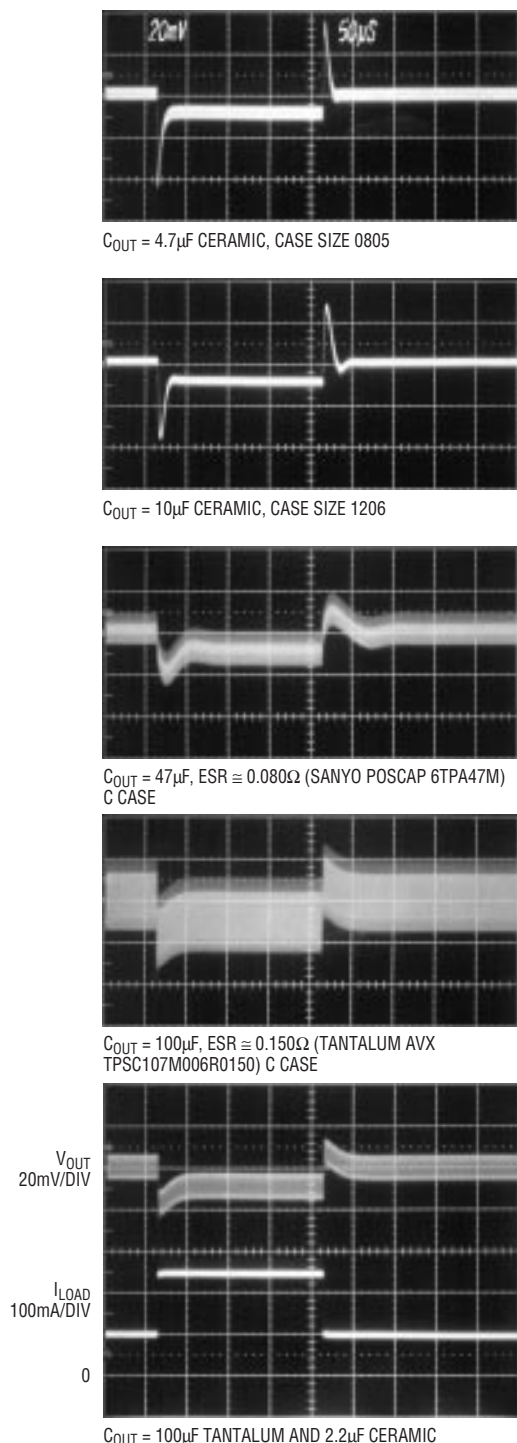 20mV 50µS
C_OUT = 4.7µF CERAMIC, CASE SIZE 0805
C_OUT = 10µF CERAMIC, CASE SIZE 1206
C_OUT = 47µF, ESR ≅ 0.080Ω (SANYO POSCAP 6TPA47M)
C CASE
C_OUT = 100µF, ESR ≅ 0.150Ω (TANTALUM AVX
TPSC107M006R0150) C CASE
V_OUT
20mV/DIV
I_LOAD
100mA/DIV
0
C_OUT = 100µF TANTALUM AND 2.2µF CERAMIC